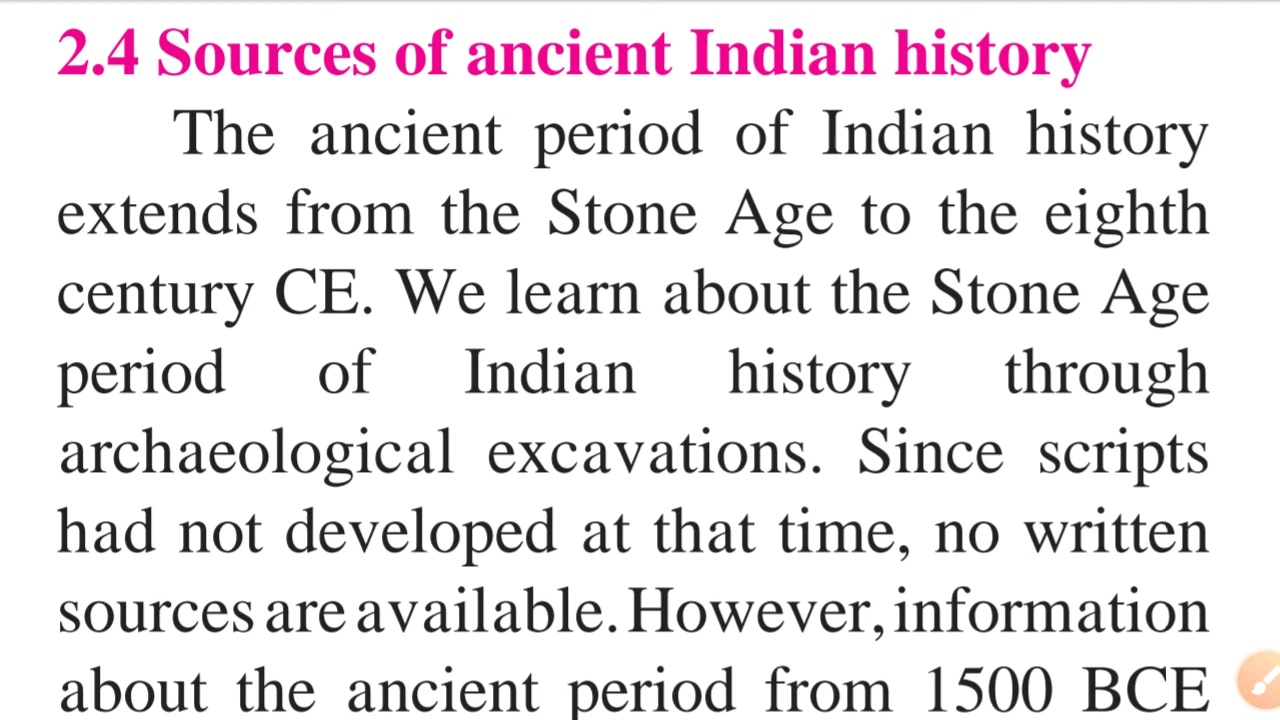 2.4 Sources of ancient Indian history
The ancient period of Indian history
extends from the Stone Age to the eighth
century CE. We learn about the Stone Age
period of Indian history through
archaeological excavations. Since scripts
had not developed at that time, no written
sources are available. However, information
about the ancient period from 1500 BCE